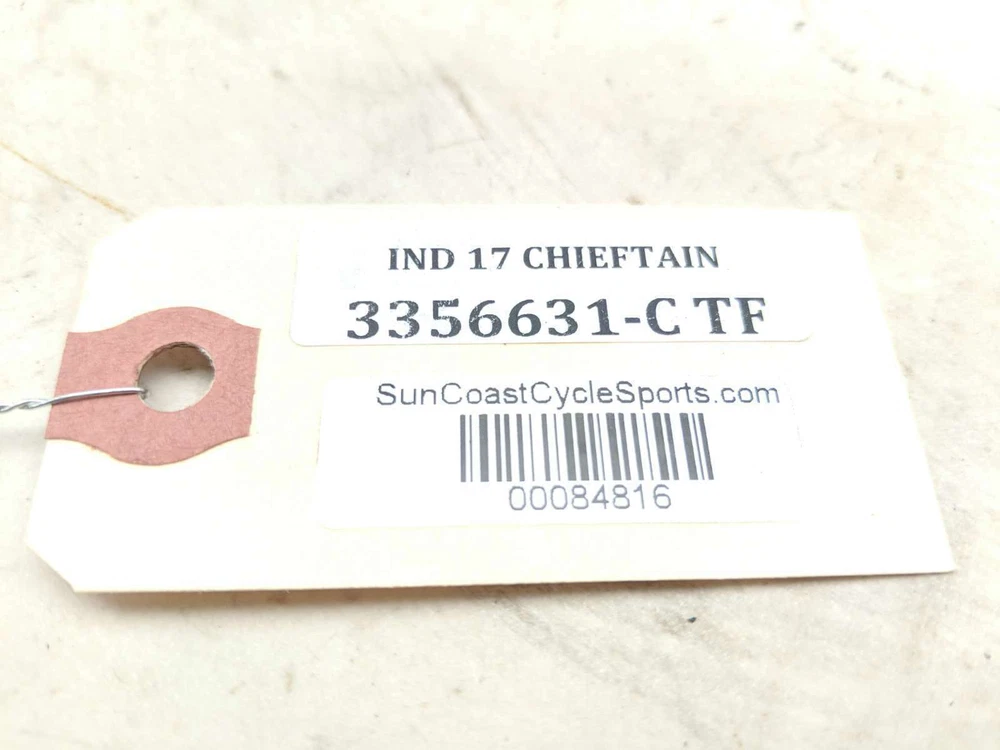 IND 17 CHIEFTAIN
3356631-C TF
SunCoastCycleSports.com
00084816